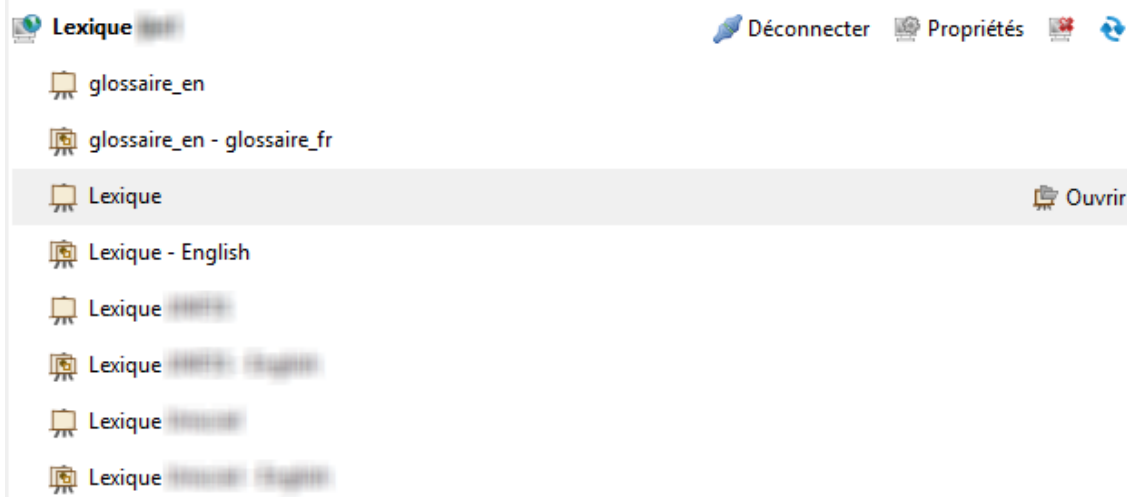 Lexique Déconnecter Propriétés
glossaire_en
glossaire_en - glossaire_fr
Lexique Ouvrir
Lexique - English
Lexique
Lexique
Lexique
Lexique